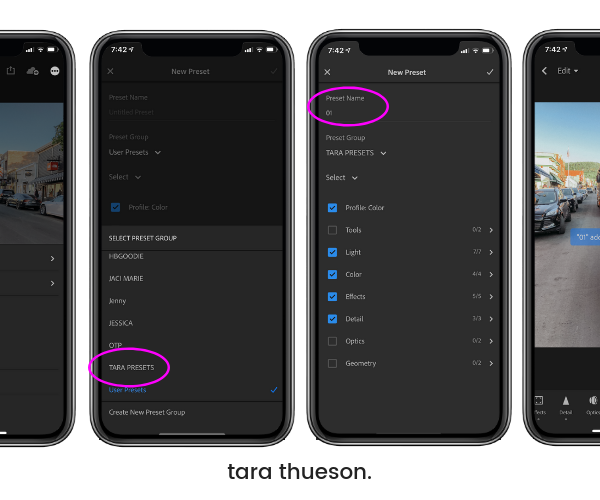 7:42
New Preset
Preset Name
Untitled Preset
Preset Group
User Presets
Select
Profile: Color
SELECT PRESET GROUP
HBGOODIE
JACI MARIE
Jenny
JESSICA
OTP
TARA PRESETS
User Presets
Create New Preset Group
7:42
New Preset
Preset Name
01
Preset Group
TARA PRESETS
Select
Profile: Color
Tools 0/2
Light 7/7
Color 4/4
Effects 5/5
Detail 3/3
Optics 0/2
Geometry 0/2
7:42
Edit
"01" adde
ffects Detail Optics
tara thueson.